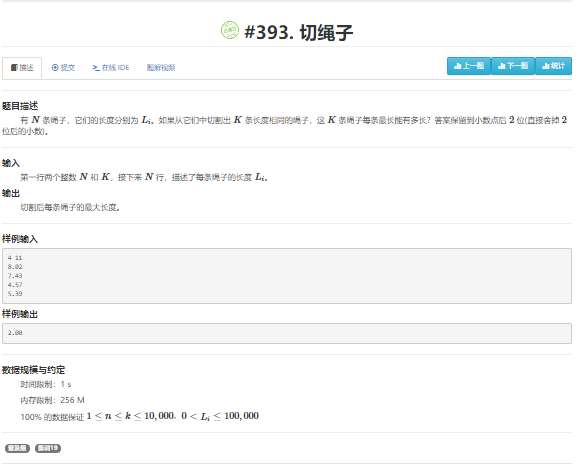 #393. 切绳子
描述 提交 在线 IDE 题解视频 上一题 下一题 统计
题目描述
有 N 条绳子，它们的长度分别为 Li。如果从它们中切割出 K 条长度相同的绳子，这 K 条绳子每条最长能有多长？答案保留到小数点后 2 位(直接舍掉 2
位后的小数)。
输入
第一行两个整数 N 和 K，接下来 N 行，描述了每条绳子的长度 Li。
输出
切割后每条绳子的最大长度。
样例输入
4 11
8.02
7.43
4.57
5.39
样例输出
2.00
数据规模与约定
时间限制：1 s
内存限制：256 M
100% 的数据保证 1 ≤ n ≤ k ≤ 10,000，0 < Li ≤ 100,000